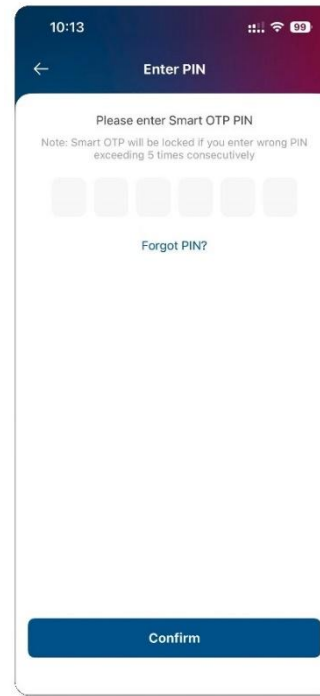 10:13
99
Enter PIN
Please enter Smart OTP PIN
Note: Smart OTP will be locked if you enter wrong PIN
exceeding 5 times consecutively
Forgot PIN?
Confirm